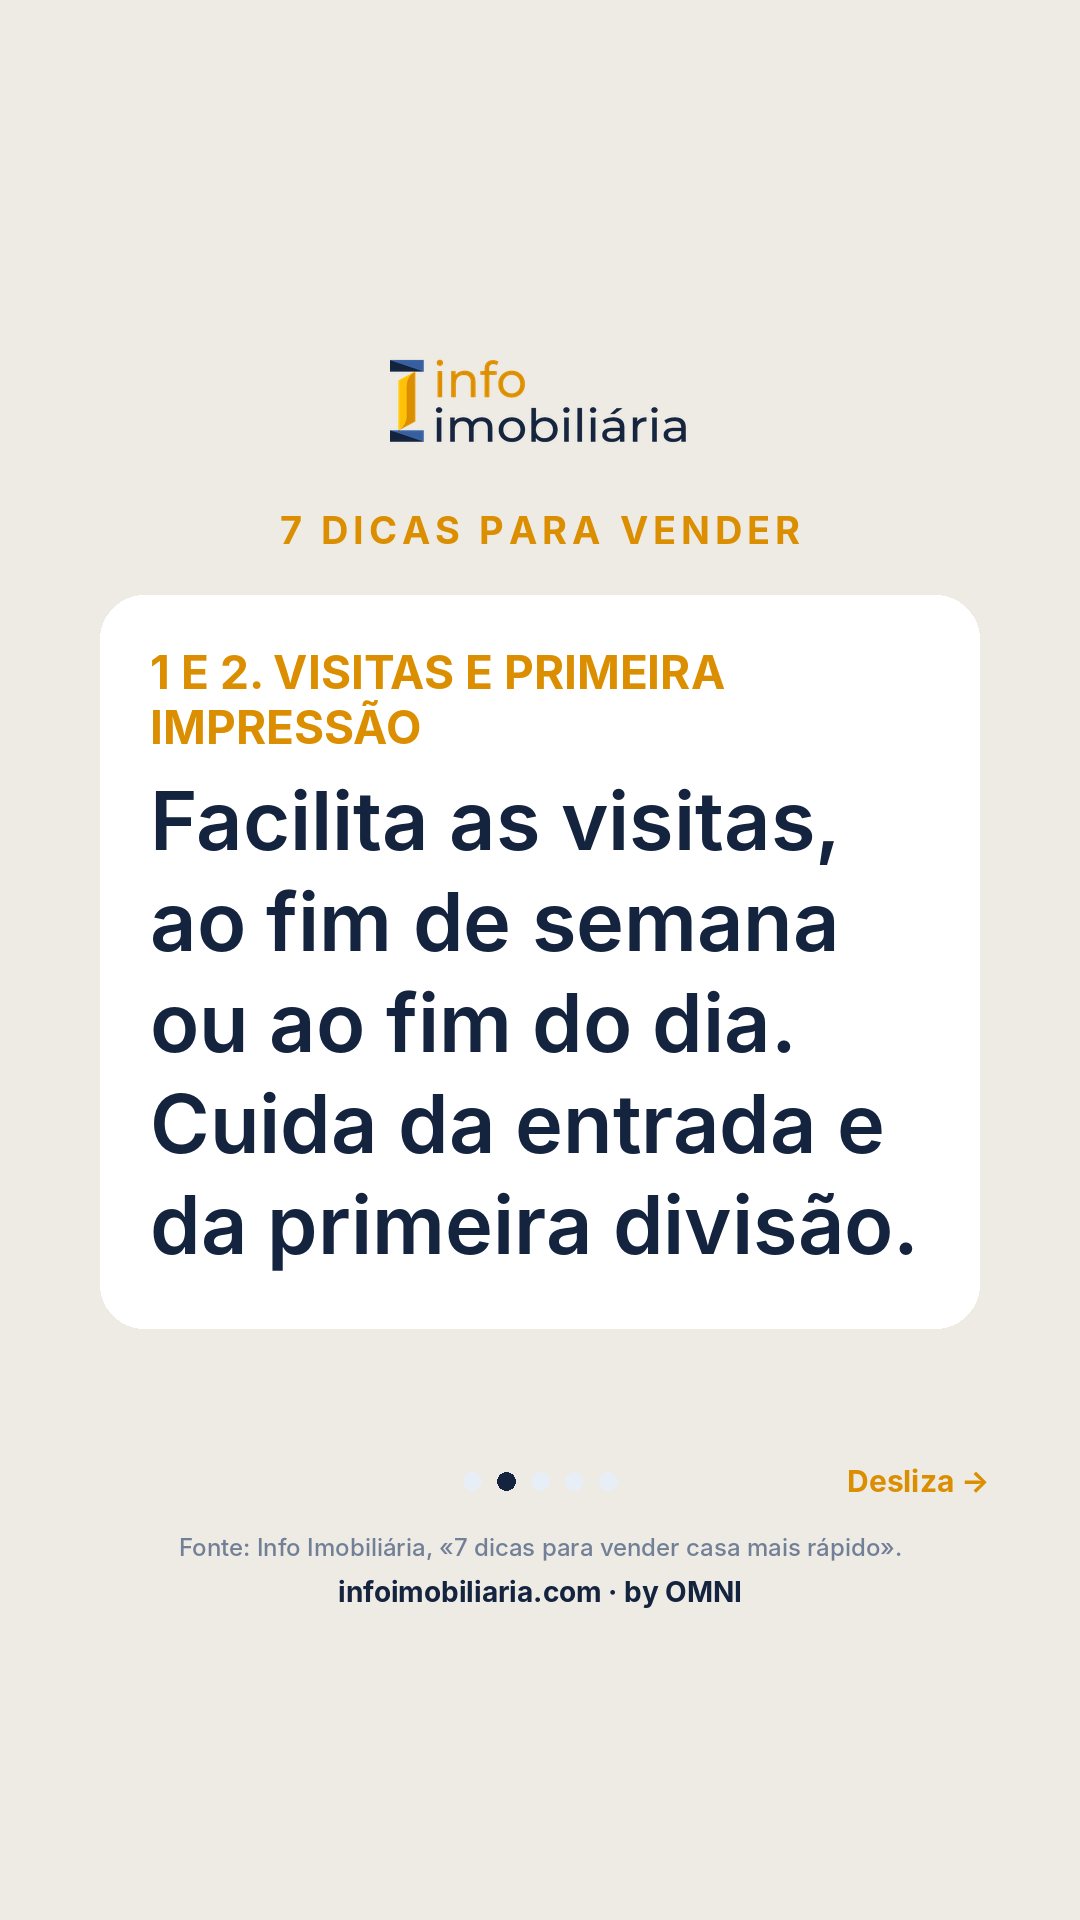 info
imobiliária
7 DICAS PARA VENDER
1 E 2. VISITAS E PRIMEIRA
IMPRESSÃO
Facilita as visitas,
ao fim de semana
ou ao fim do dia.
Cuida da entrada e
da primeira divisão.
Desliza →
Fonte: Info Imobiliária, «7 dicas para vender casa mais rápido».
infoimobiliaria.com · by OMNI